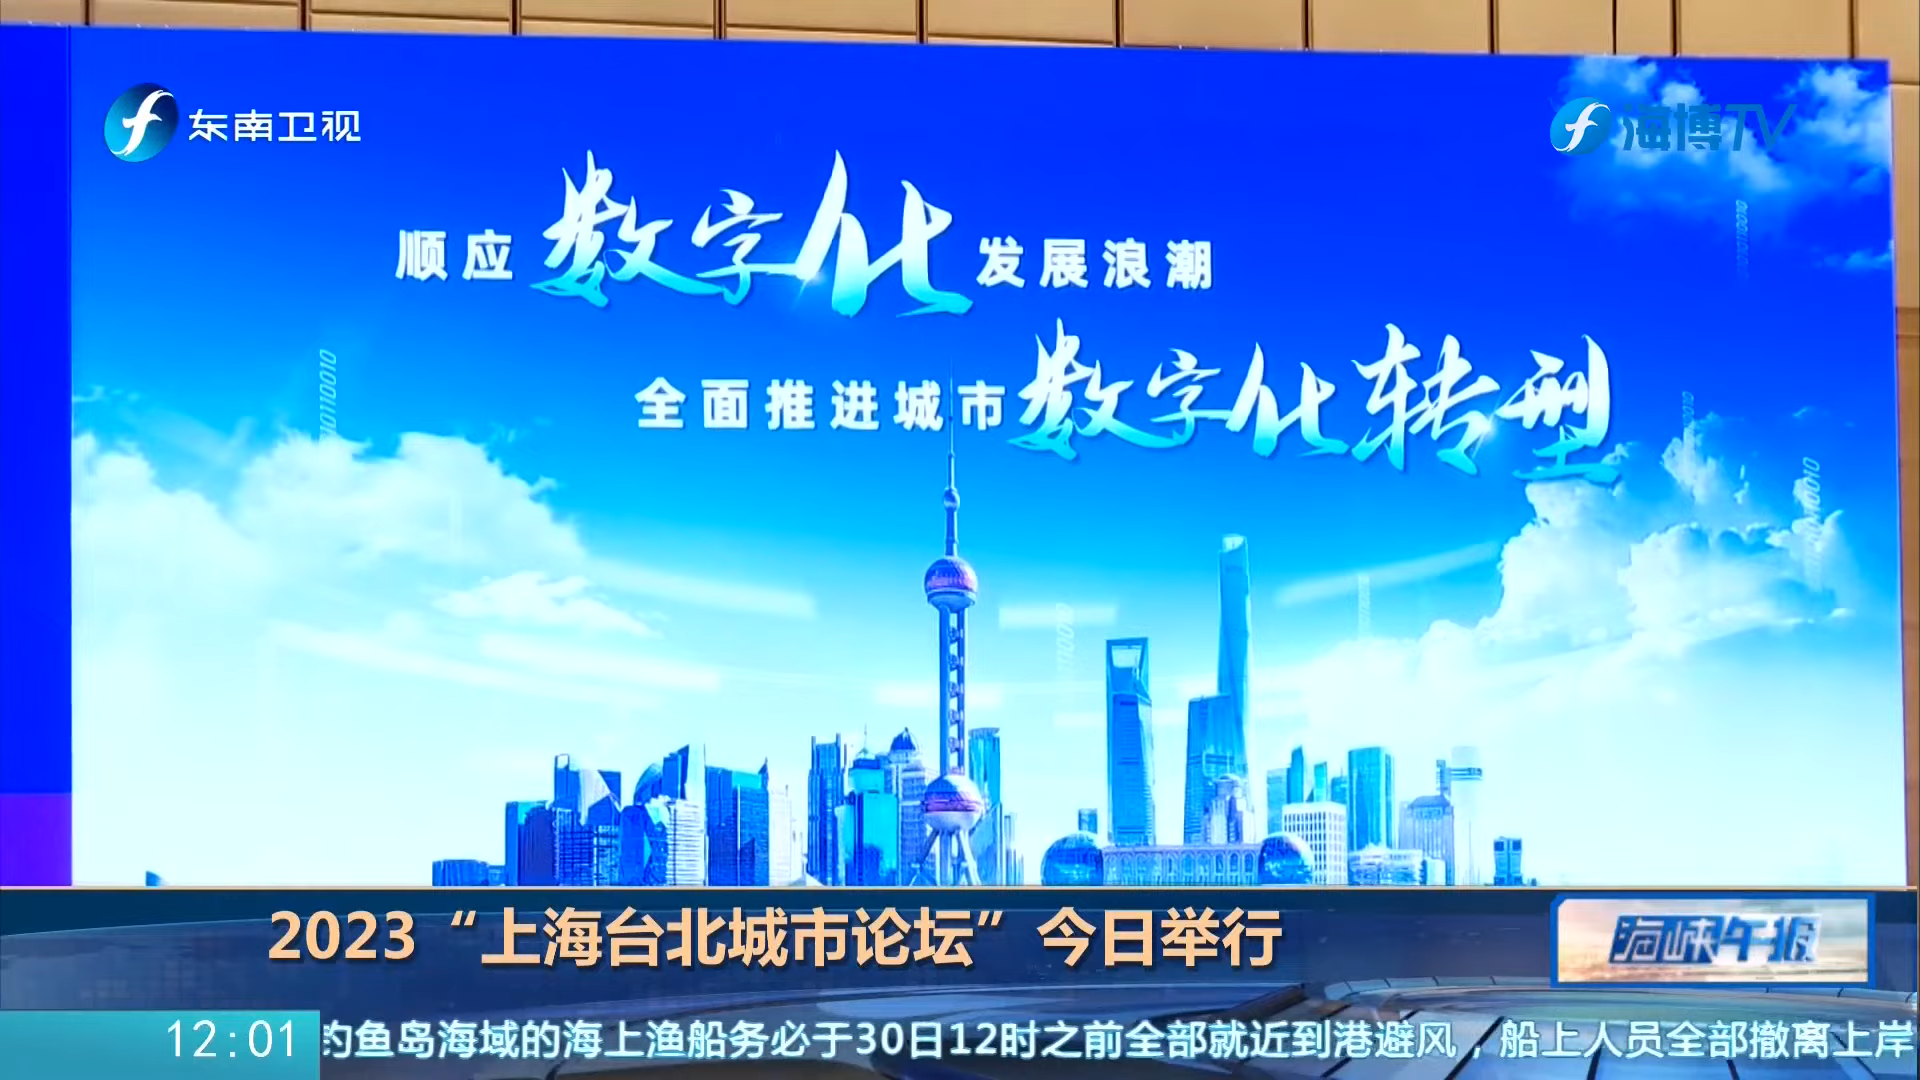 东南卫视
海博TV
顺应数字化发展浪潮
全面推进城市数字化转型
2023“上海台北城市论坛”今日举行
海峡午报
12:01
钓鱼岛海域的海上渔船务必于30日12时之前全部就近到港避风，船上人员全部撤离上岸